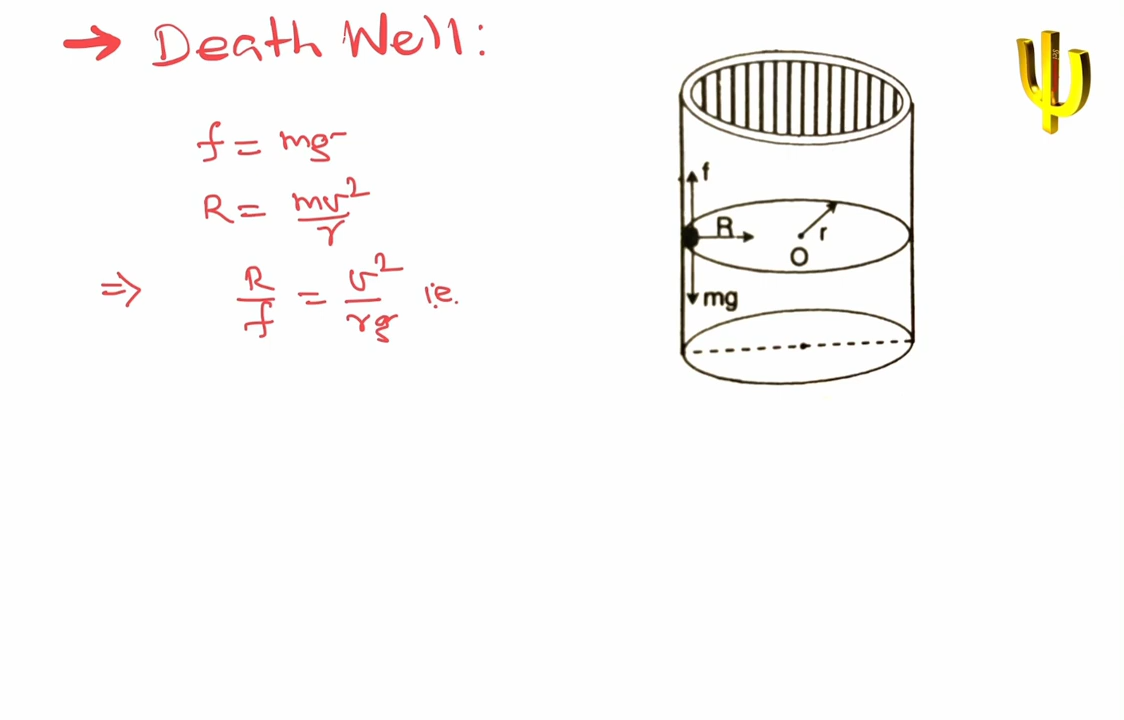 → Death Well:
f = mg
R = mv²/r
⇒ R/f = v²/rg i.e.
f
R
r
O
mg